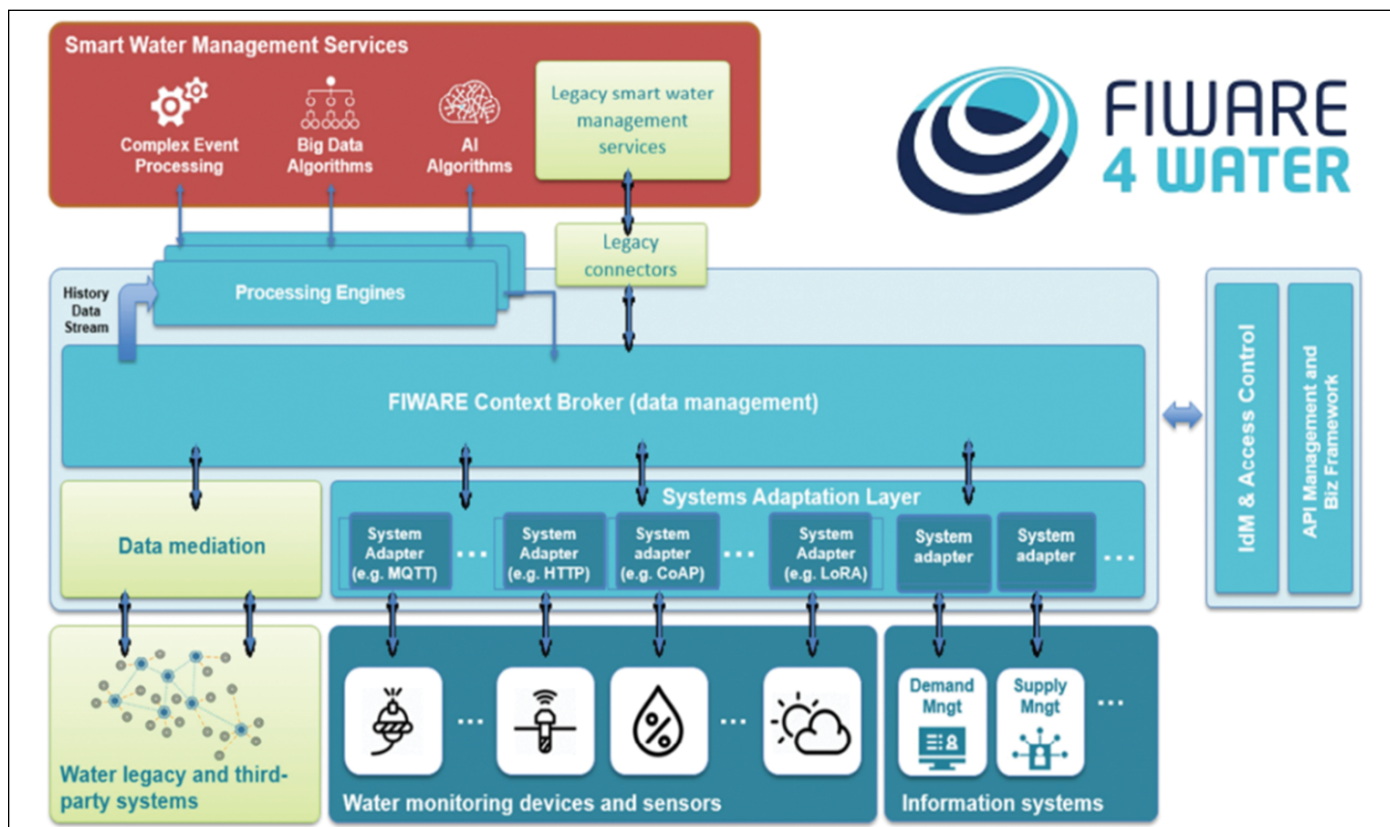 Smart Water Management Services
Complex Event
Processing
Big Data
Algorithms
AI
Algorithms
Legacy smart water
management
services
FIWARE
4 WATER
Legacy
connectors
History
Data
Stream
Processing Engines
FIWARE Context Broker (data management)
IdM & Access Control
API Management and
Biz Framework
Data mediation
Systems Adaptation Layer
System
Adapter
(e.g. MQTT)
...
System
Adapter
(e.g. HTTP)
System
adapter
(e.g. CoAP)
...
System
Adapter
(e.g. LoRA)
System
adapter
System
adapter
...
Water legacy and third-
party systems
...
%
...
Water monitoring devices and sensors
Demand
Mngt
Supply
Mngt
...
Information systems